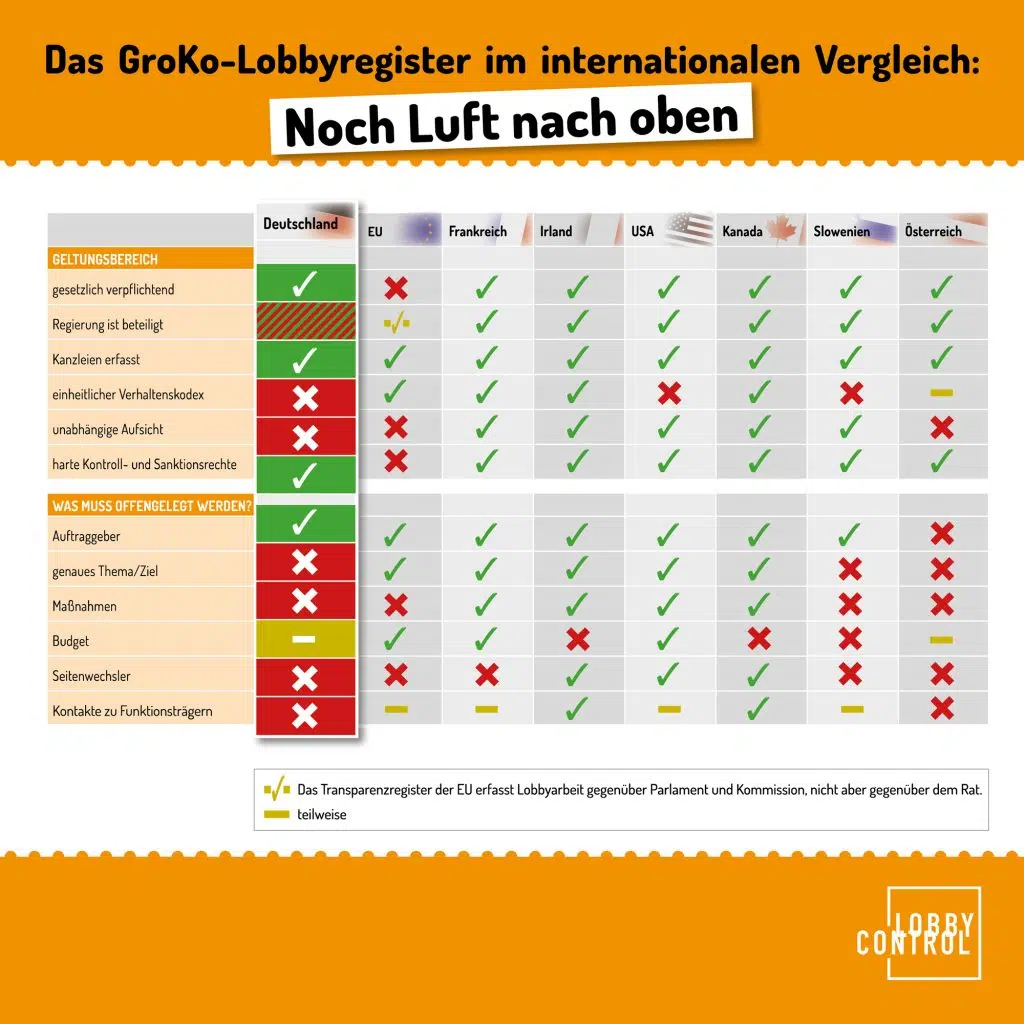 Das GroKo-Lobbyregister im internationalen Vergleich:
Noch Luft nach oben
Deutschland EU Frankreich Irland USA Kanada Slowenien Österreich
GELTUNGSBEREICH
gesetzlich verpflichtend
Regierung ist beteiligt
Kanzleien erfasst
einheitlicher Verhaltenskodex
unabhängige Aufsicht
harte Kontroll- und Sanktionsrechte
WAS MUSS OFFENGELEGT WERDEN?
Auftraggeber
genaues Thema/Ziel
Maßnahmen
Budget
Seitenwechsler
Kontakte zu Funktionsträgern
Das Transparenzregister der EU erfasst Lobbyarbeit gegenüber Parlament und Kommission, nicht aber gegenüber dem Rat.
teilweise
LOBBY
CONTROL